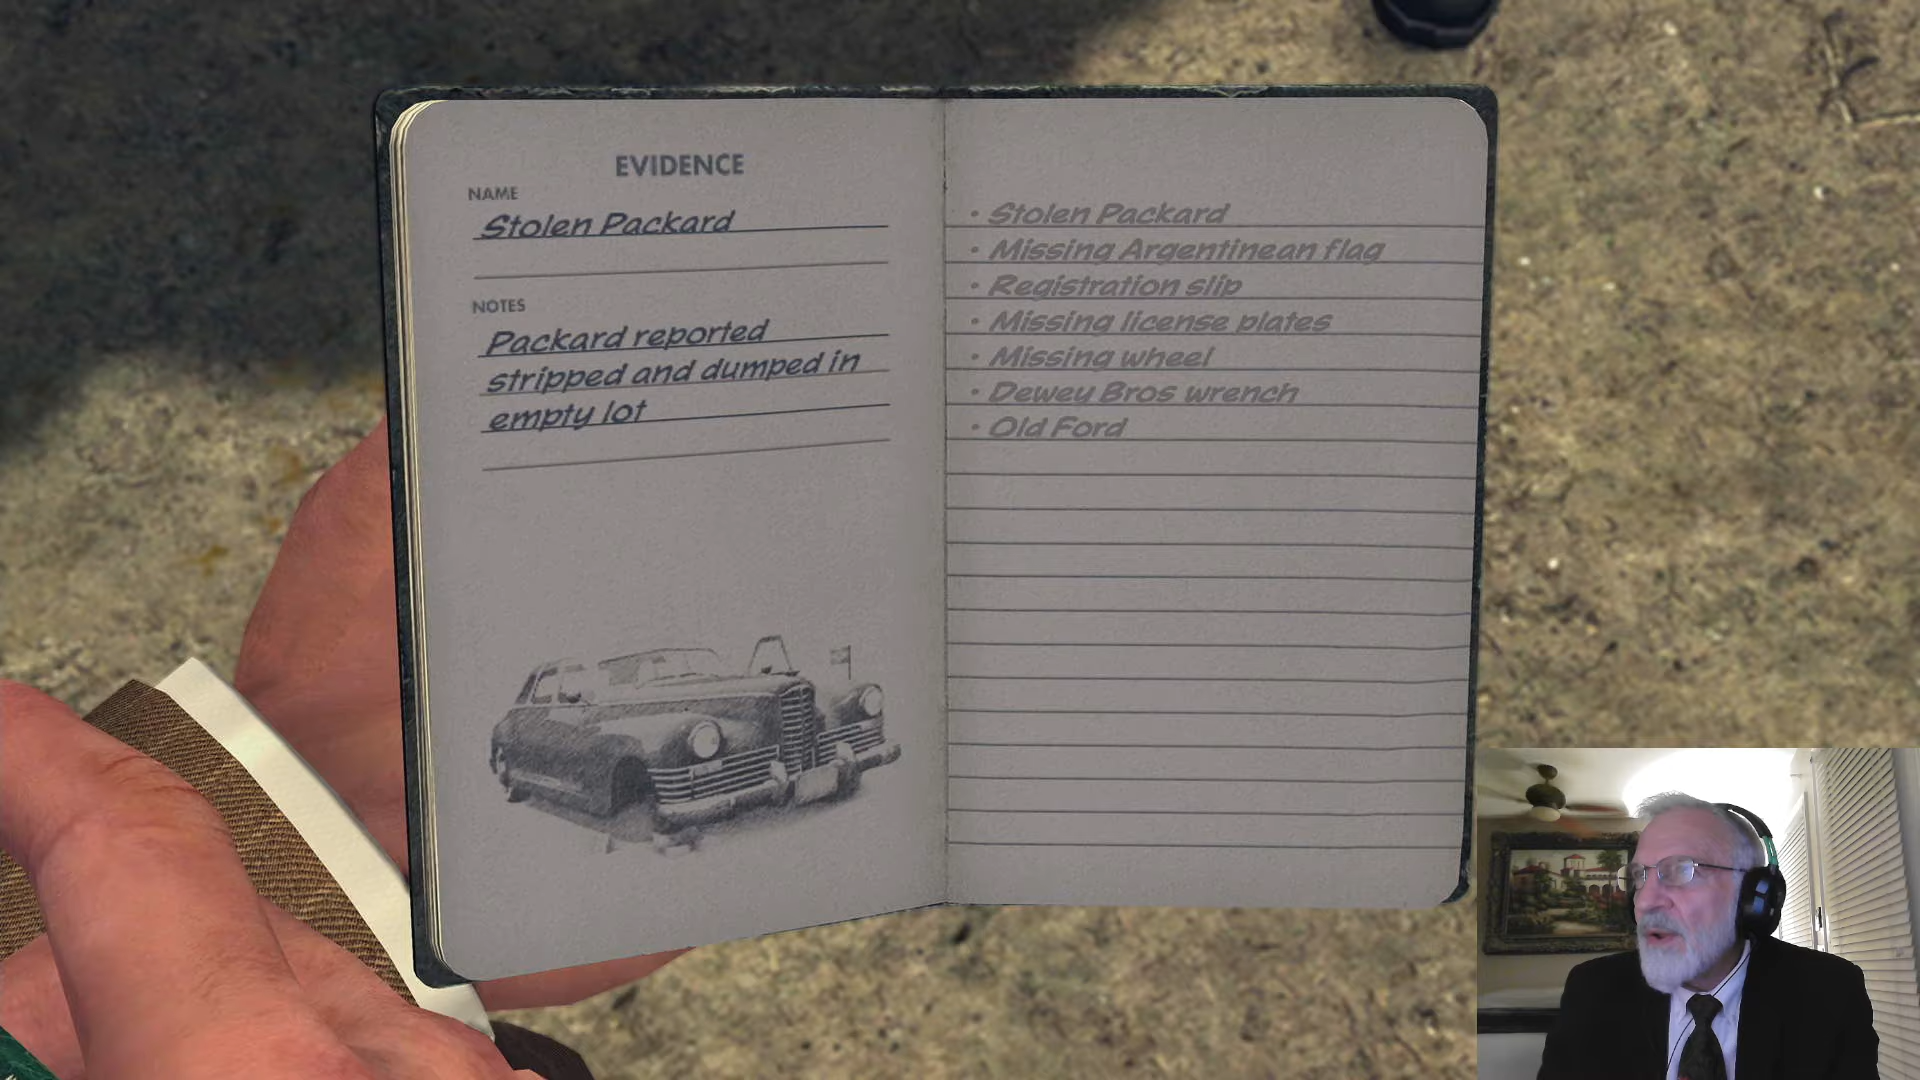 EVIDENCE
NAME
Stolen Packard
NOTES
Packard reported
stripped and dumped in
empty lot
• Stolen Packard
• Missing Argentinean flag
• Registration slip
• Missing license plates
• Missing wheel
• Dewey Bros wrench
• Old Ford